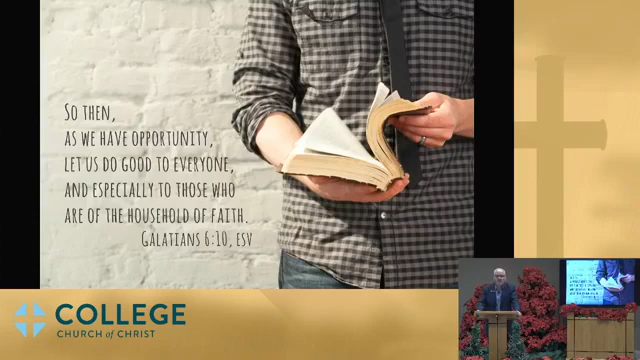 So then,
as we have opportunity,
let us do good to everyone,
and especially to those who
are of the household of faith.
Galatians 6:10, ESV
COLLEGE
CHURCH of CHRIST